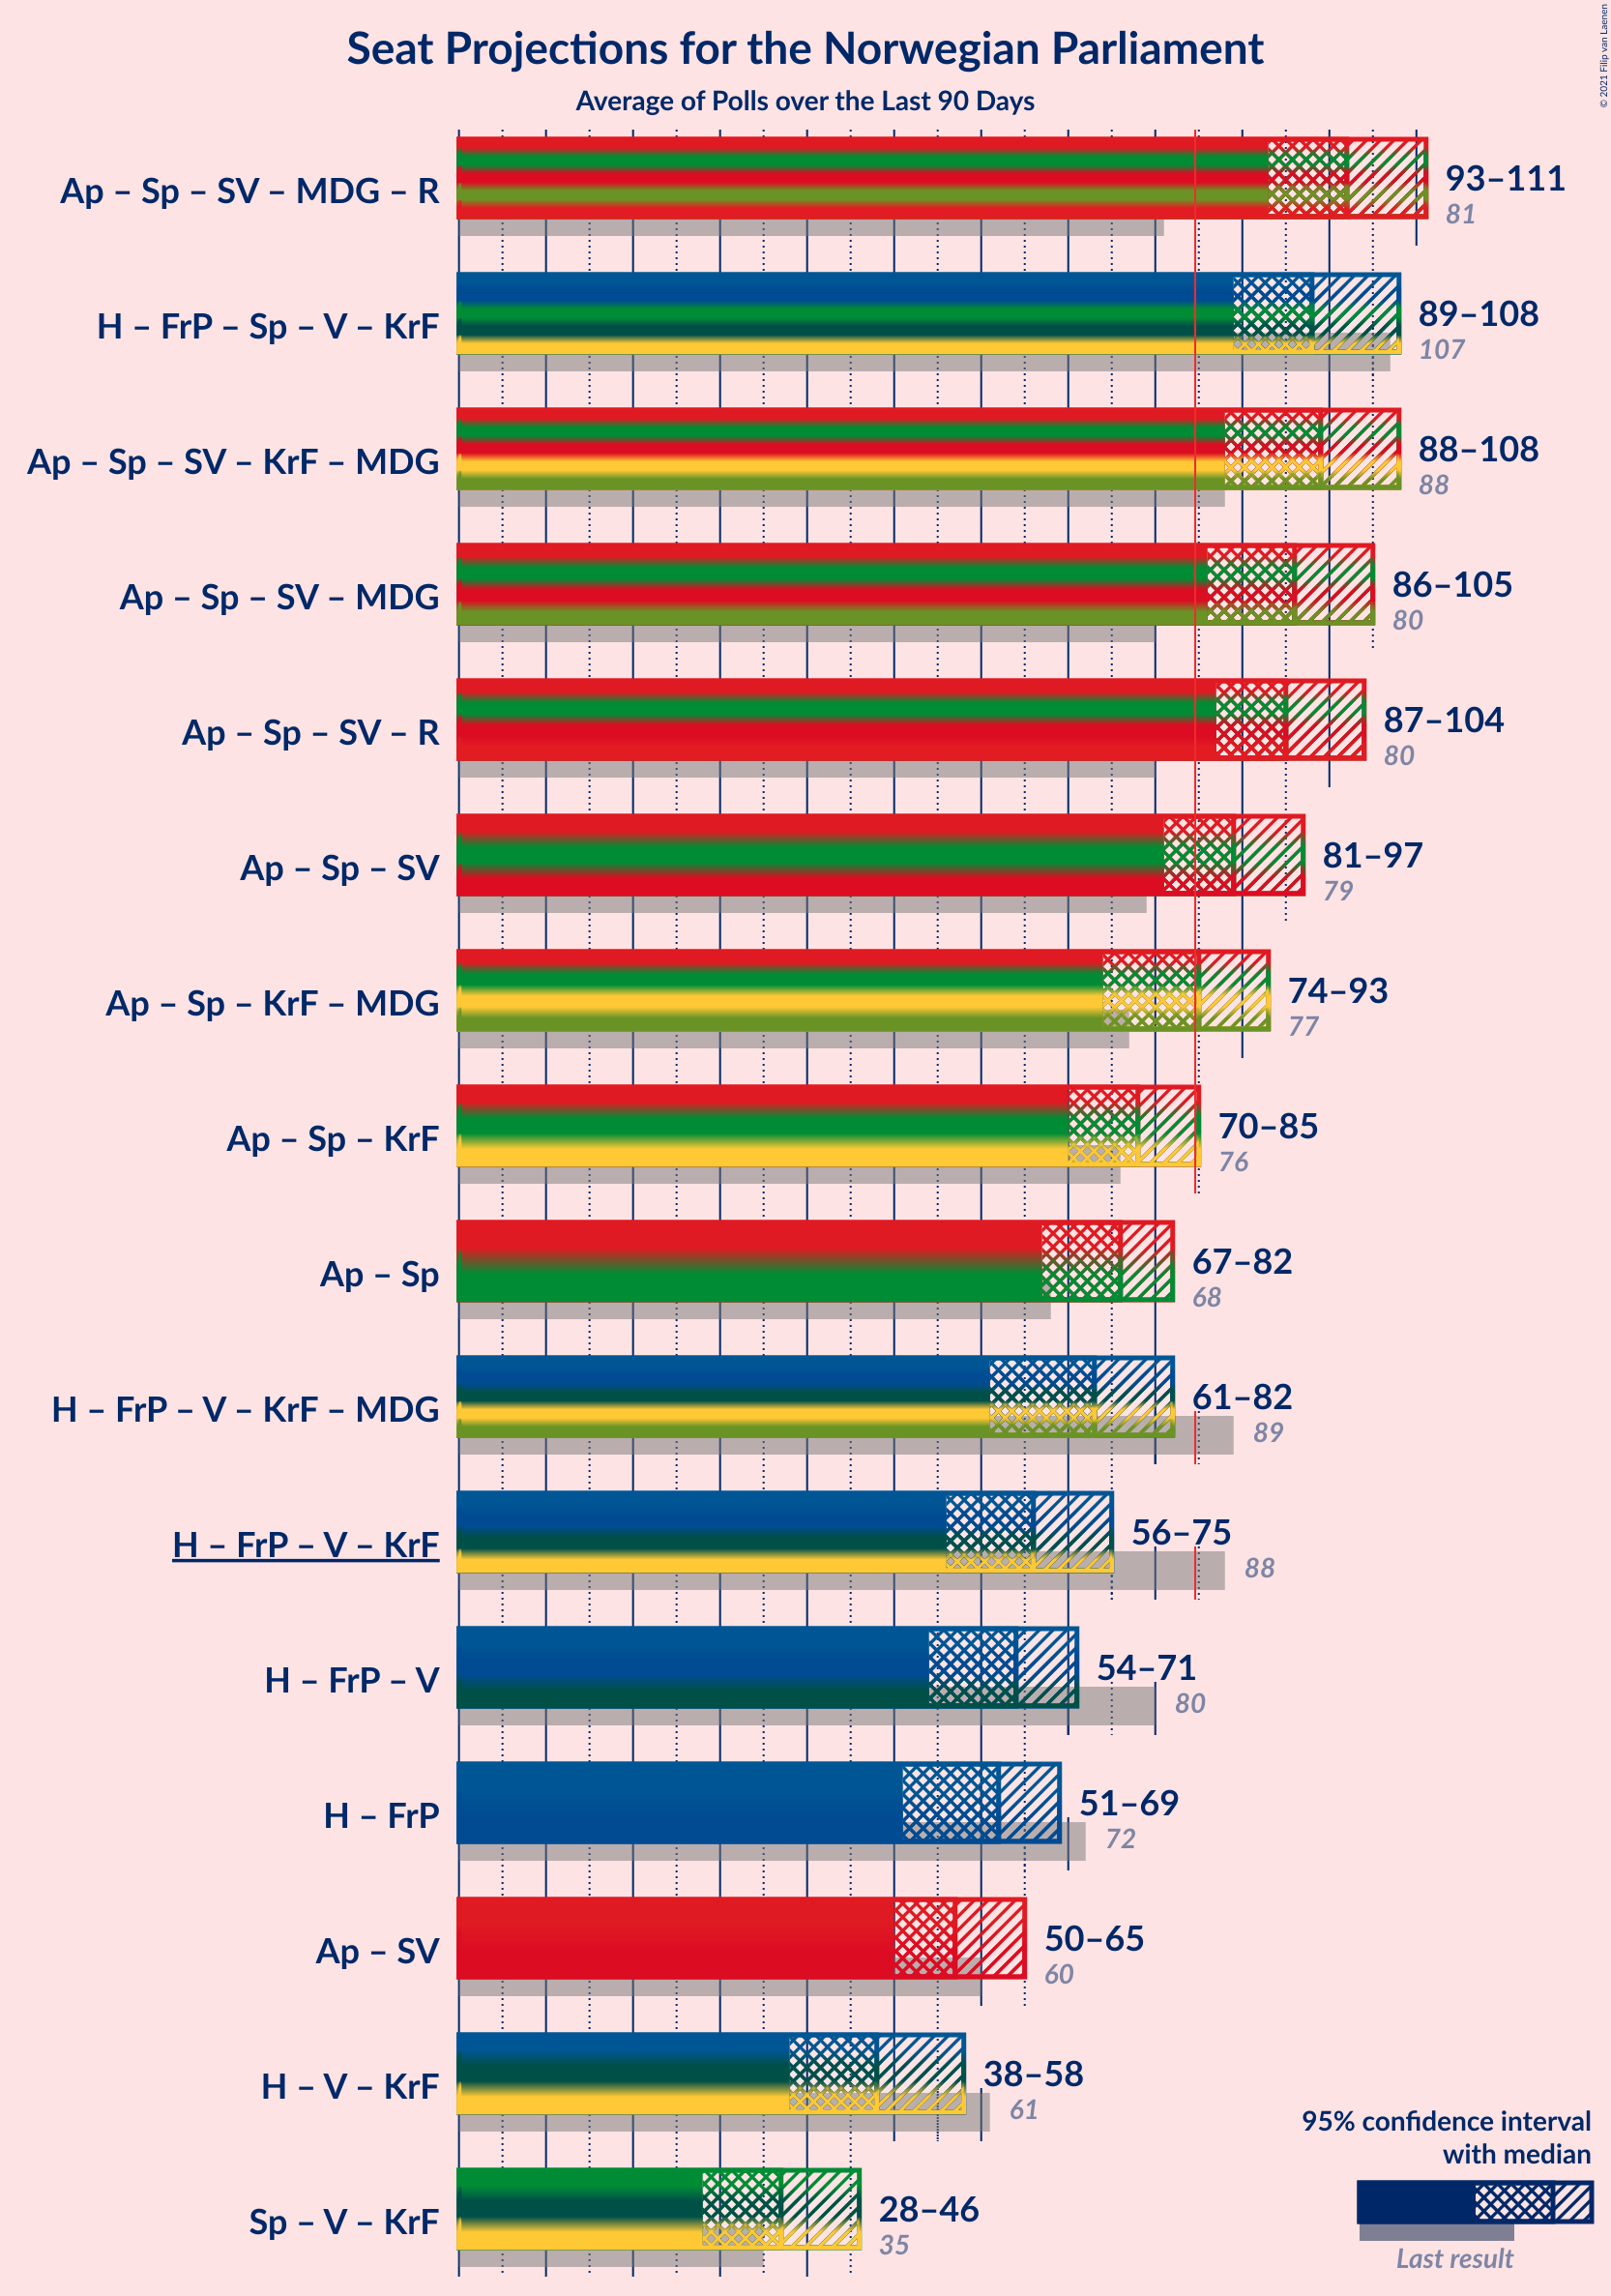 Seat Projections for the Norwegian Parliament
Average of Polls over the Last 90 Days
© 2021 Filip van Laenen
Ap – Sp – SV – MDG – R
93–111
81
H – FrP – Sp – V – KrF
89–108
107
Ap – Sp – SV – KrF – MDG
88–108
88
Ap – Sp – SV – MDG
86–105
80
Ap – Sp – SV – R
87–104
80
Ap – Sp – SV
81–97
79
Ap – Sp – KrF – MDG
74–93
77
Ap – Sp – KrF
70–85
76
Ap – Sp
67–82
68
H – FrP – V – KrF – MDG
61–82
89
H – FrP – V – KrF
56–75
88
H – FrP – V
54–71
80
H – FrP
51–69
72
Ap – SV
50–65
60
H – V – KrF
38–58
61
Sp – V – KrF
28–46
35
95% confidence interval
with median
Last result